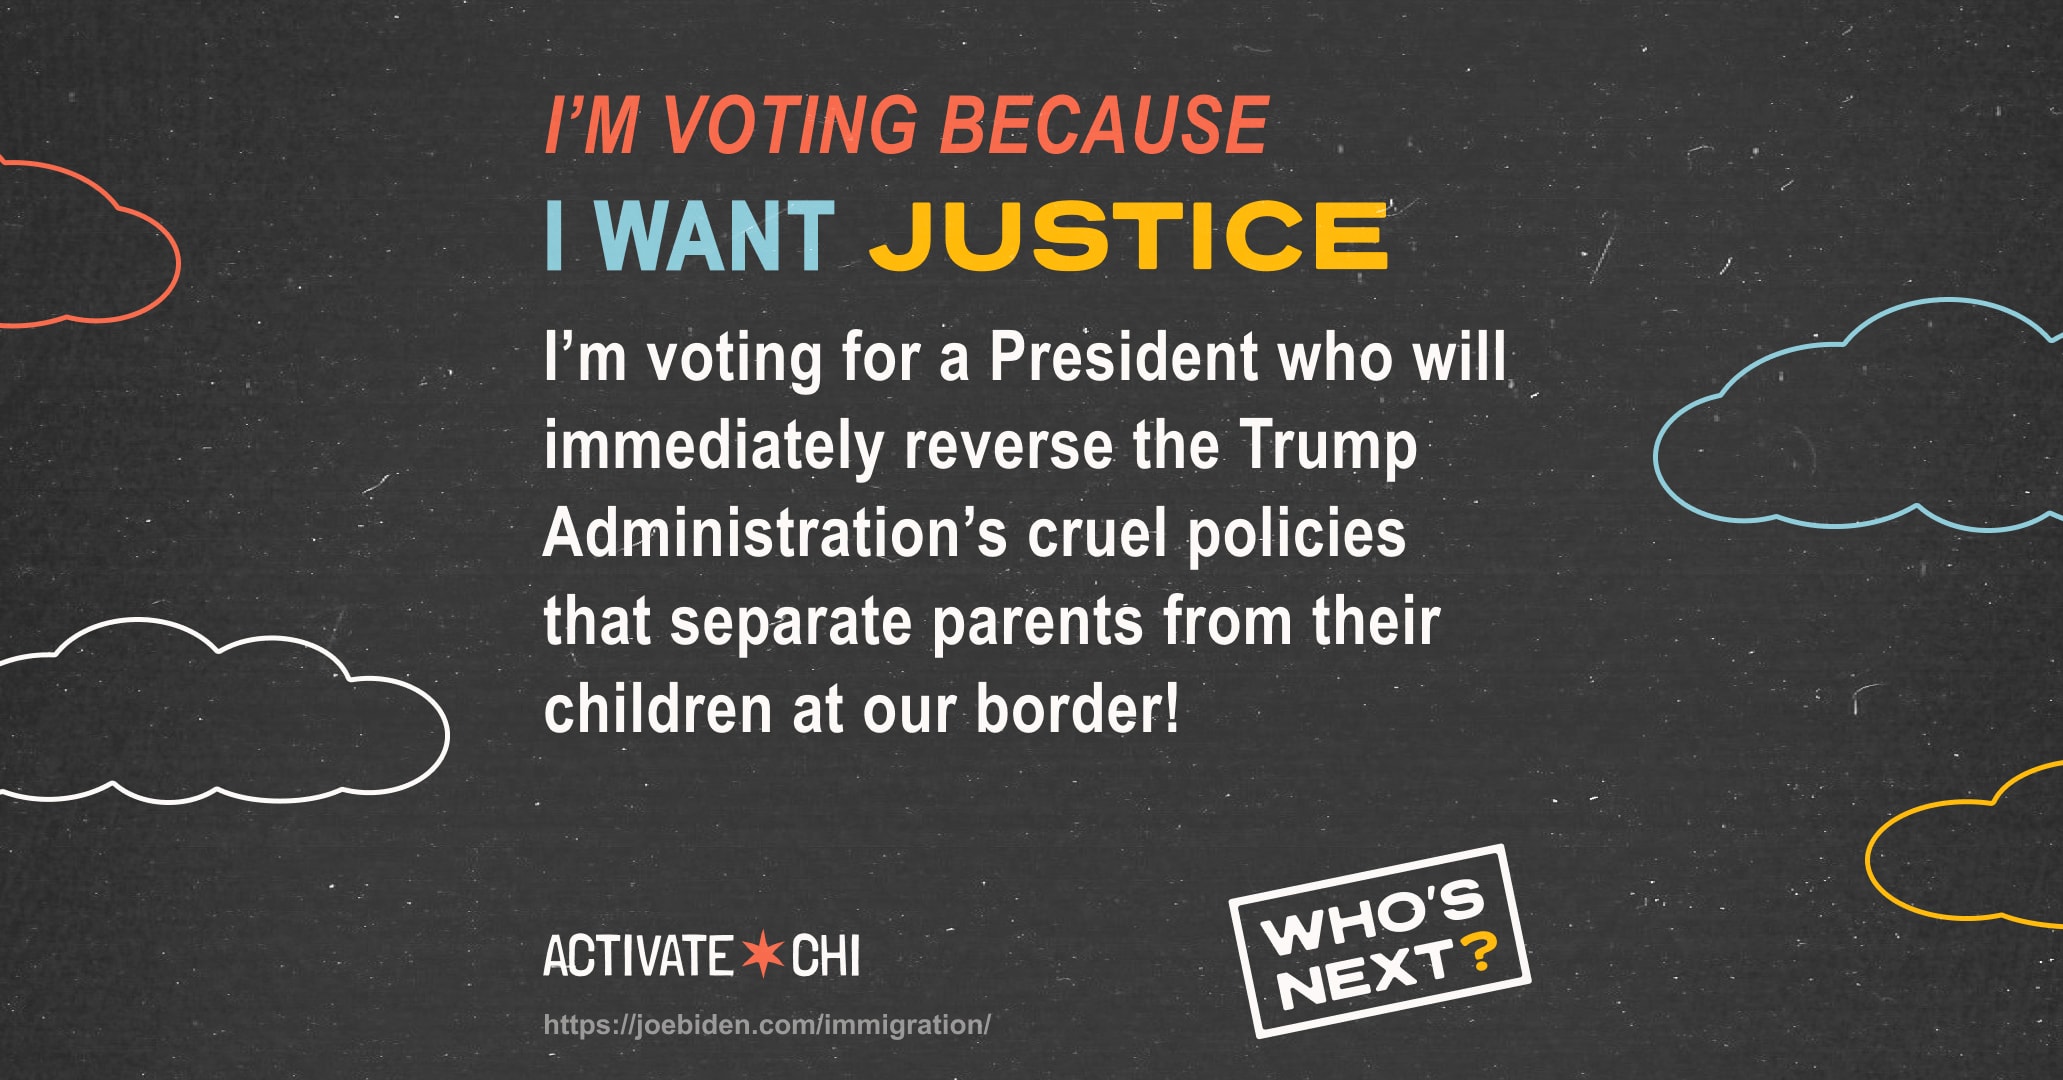 I’M VOTING BECAUSE
I WANT JUSTICE
I’m voting for a President who will
immediately reverse the Trump
Administration’s cruel policies
that separate parents from their
children at our border!
ACTIVATE CHI
https://joebiden.com/immigration/
WHO’S
NEXT?